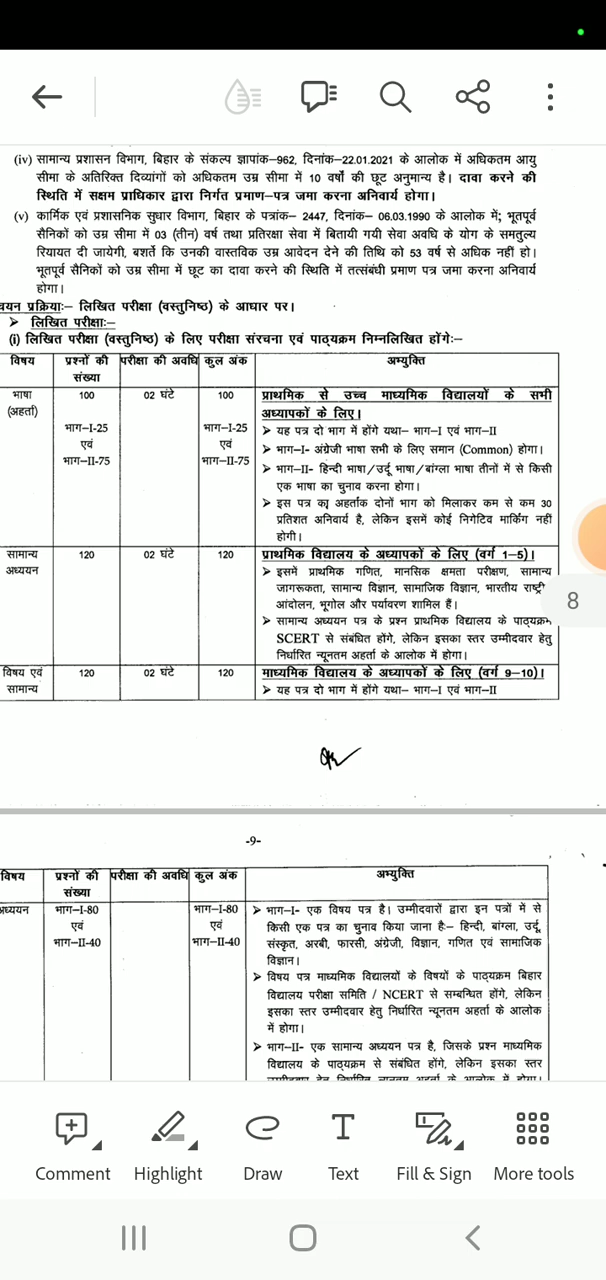 (iv) सामान्य प्रशासन विभाग, बिहार के संकल्प ज्ञापांक–962, दिनांक–22.01.2021 के आलोक में अधिकतम आयु
सीमा के अतिरिक्त दिव्यांगों को अधिकतम उम्र सीमा में 10 वर्षों की छूट अनुमान्य है। दावा करने की
स्थिति में सक्षम प्राधिकार द्वारा निर्गत प्रमाण–पत्र जमा करना अनिवार्य होगा।
(v) कार्मिक एवं प्रशासनिक सुधार विभाग, बिहार के पत्रांक– 2447, दिनांक– 06.03.1990 के आलोक में; भूतपूर्व
सैनिकों को उम्र सीमा में 03 (तीन) वर्ष तथा प्रतिरक्षा सेवा में बितायी गयी सेवा अवधि के योग के समतुल्य
रियायत दी जायेगी, बशर्ते कि उनकी वास्तविक उम्र आवेदन देने की तिथि को 53 वर्ष से अधिक नहीं हो।
भूतपूर्व सैनिकों को उम्र सीमा में छूट का दावा करने की स्थिति में तत्संबंधी प्रमाण पत्र जमा करना अनिवार्य
होगा।
चयन प्रक्रियाः– लिखित परीक्षा (वस्तुनिष्ठ) के आधार पर।
➤ लिखित परीक्षाः–
(i) लिखित परीक्षा (वस्तुनिष्ठ) के लिए परीक्षा संरचना एवं पाठ्यक्रम निम्नलिखित होंगेः–
विषय प्रश्नों की संख्या परीक्षा की अवधि कुल अंक अभ्युक्ति
भाषा (अहर्ता) 100 02 घंटे 100 प्राथमिक से उच्च माध्यमिक विद्यालयों के सभी
अध्यापकों के लिए।
भाग–I-25 भाग–I-25 ➤ यह पत्र दो भाग में होंगे यथा– भाग–I एवं भाग–II
एवं एवं ➤ भाग–I- अंग्रेजी भाषा सभी के लिए समान (Common) होगा।
भाग–II-75 भाग–II-75 ➤ भाग–II- हिन्दी भाषा/उर्दू भाषा/बांग्ला भाषा तीनों में से किसी
एक भाषा का चुनाव करना होगा।
➤ इस पत्र का अहर्ताक दोनों भाग को मिलाकर कम से कम 30
प्रतिशत अनिवार्य है, लेकिन इसमें कोई निगेटिव मार्किंग नहीं
होगी।
सामान्य अध्ययन 120 02 घंटे 120 प्राथमिक विद्यालय के अध्यापकों के लिए (वर्ग 1–5)।
➤ इसमें प्राथमिक गणित, मानसिक क्षमता परीक्षण, सामान्य
जागरूकता, सामान्य विज्ञान, सामाजिक विज्ञान, भारतीय राष्ट्री
आंदोलन, भूगोल और पर्यावरण शामिल हैं।
8
➤ सामान्य अध्ययन पत्र के प्रश्न प्राथमिक विद्यालय के पाठ्यक्रम
SCERT से संबंधित होंगे, लेकिन इसका स्तर उम्मीदवार हेतु
निर्धारित न्यूनतम अहर्ता के आलोक में होगा।
विषय एवं सामान्य 120 02 घंटे 120 माध्यमिक विद्यालय के अध्यापकों के लिए (वर्ग 9–10)।
➤ यह पत्र दो भाग में होंगे यथा– भाग–I एवं भाग–II
-9-
विषय प्रश्नों की संख्या परीक्षा की अवधि कुल अंक अभ्युक्ति
अध्ययन भाग–I-80 भाग–I-80 ➤ भाग–I- एक विषय पत्र है। उम्मीदवारों द्वारा इन पत्रों में से
एवं एवं किसी एक पत्र का चुनाव किया जाना हैः– हिन्दी, बांग्ला, उर्दू,
भाग–II-40 भाग–II-40 संस्कृत, अरबी, फारसी, अंग्रेजी, विज्ञान, गणित एवं सामाजिक
विज्ञान।
➤ विषय पत्र माध्यमिक विद्यालयों के विषयों के पाठ्यक्रम बिहार
विद्यालय परीक्षा समिति / NCERT से सम्बन्धित होंगे, लेकिन
इसका स्तर उम्मीदवार हेतु निर्धारित न्यूनतम अहर्ता के आलोक
में होगा।
➤ भाग–II- एक सामान्य अध्ययन पत्र है, जिसके प्रश्न माध्यमिक
विद्यालय के पाठ्यक्रम से संबंधित होंगे, लेकिन इसका स्तर
उम्मीदवार हेतु निर्धारित न्यूनतम अहर्ता के आलोक में होगा।
Comment Highlight Draw Text Fill & Sign More tools